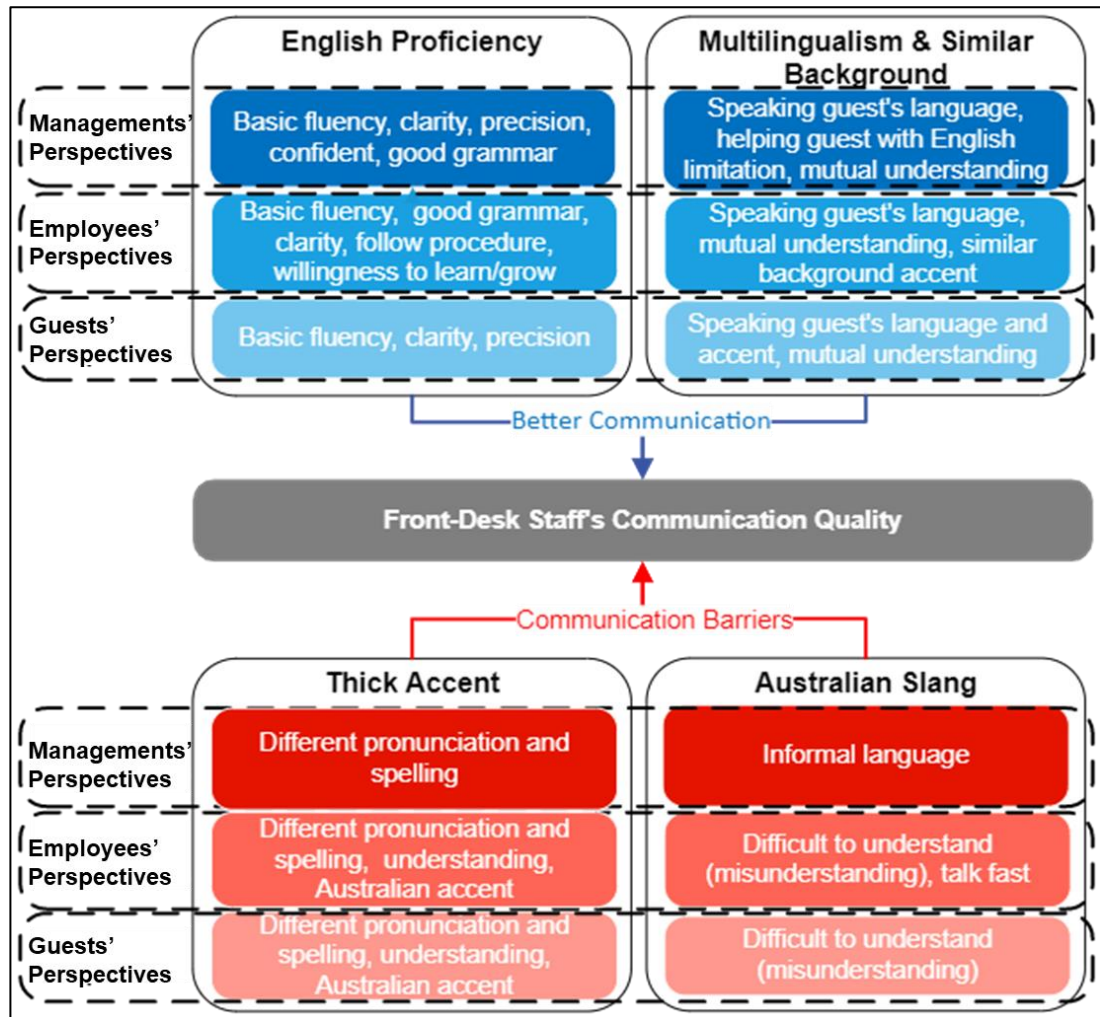 English Proficiency
Multilingualism & Similar
Background
Managements'
Perspectives
Basic fluency, clarity, precision,
confident, good grammar
Speaking guest's language,
helping guest with English
limitation, mutual understanding
Employees'
Perspectives
Basic fluency, good grammar,
clarity, follow procedure,
willingness to learn/grow
Speaking guest's language,
mutual understanding, similar
background accent
Guests'
Perspectives
Basic fluency, clarity, precision
Speaking guest's language and
accent, mutual understanding
Better Communication
Front-Desk Staff's Communication Quality
Communication Barriers
Thick Accent
Australian Slang
Managements'
Perspectives
Different pronunciation and
spelling
Informal language
Employees'
Perspectives
Different pronunciation and
spelling, understanding,
Australian accent
Difficult to understand
(misunderstanding), talk fast
Guests'
Perspectives
Different pronunciation and
spelling, understanding,
Australian accent
Difficult to understand
(misunderstanding)